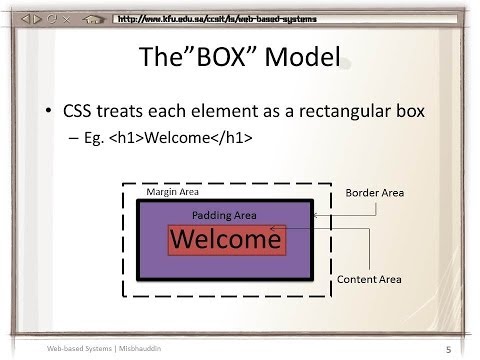 http://www.kfu.edu.sa/ccsit/is/web-based-systems
The”BOX” Model
• CSS treats each element as a rectangular box
– Eg. <h1>Welcome</h1>
Margin Area
Border Area
Padding Area
Welcome
Content Area
Web-based Systems | Misbhauddin
5